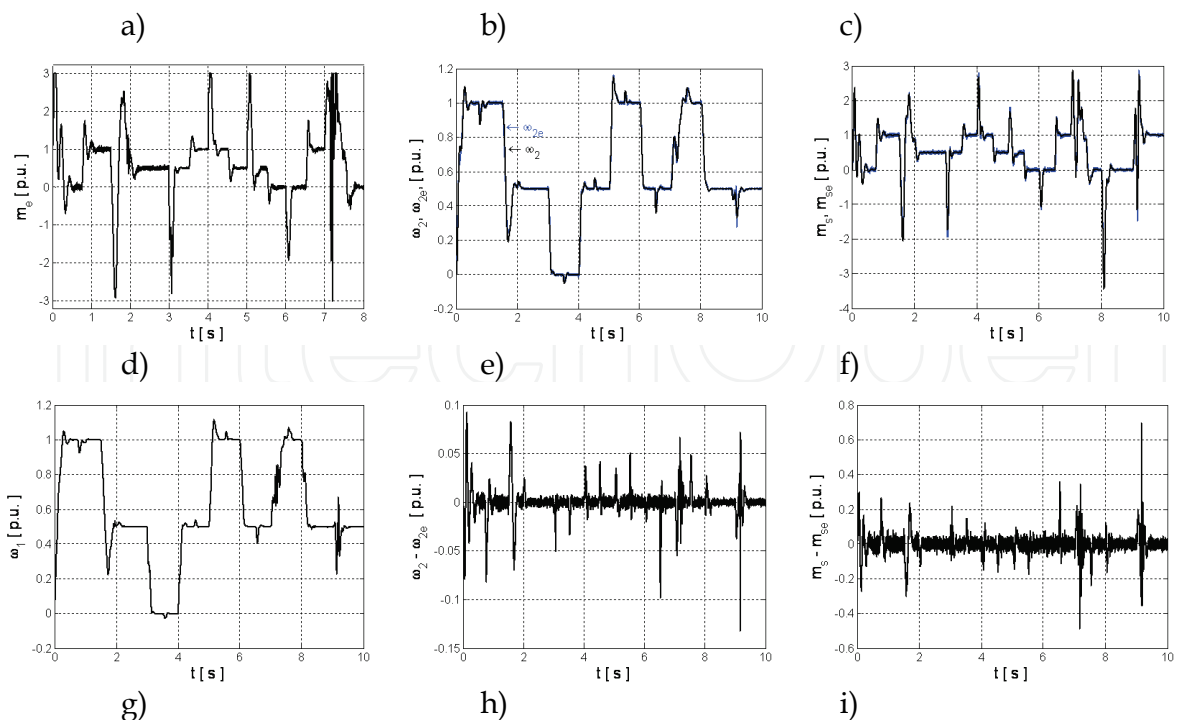 a) b) c)
3
2
1
0
-1
-2
-3
m_e [ p.u. ]
0 1 2 3 4 5 6 7 8
t [ s ]
1.2
1
0.8
0.6
0.4
0.2
0
-0.2
ω_2, ω_2e, [ p.u. ]
← ω_2e
← ω_2
0 2 4 6 8 10
t [ s ]
3
2
1
0
-1
-2
-3
-4
m_s, m_se [ p.u. ]
0 2 4 6 8 10
t [ s ]
d) e) f)
1.2
1
0.8
0.6
0.4
0.2
0
-0.2
ω_1 [ p.u. ]
0 2 4 6 8 10
t [ s ]
0.1
0.05
0
-0.05
-0.1
-0.15
ω_2 - ω_2e [ p.u. ]
0 2 4 6 8 10
t [ s ]
0.8
0.6
0.4
0.2
0
-0.2
-0.4
-0.6
m_s - m_se [ p.u. ]
0 2 4 6 8 10
t [ s ]
g) h) i)